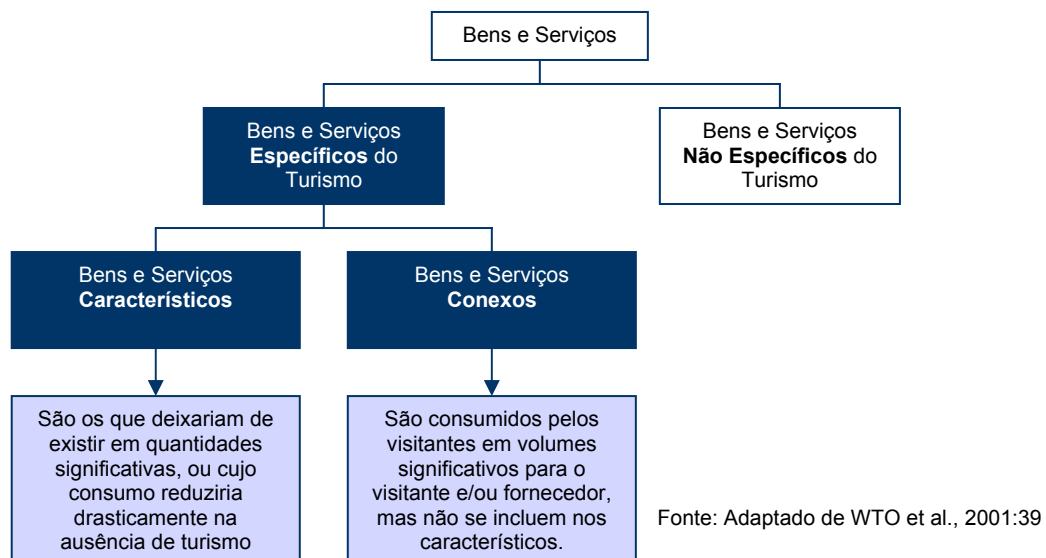 Bens e Serviços
Bens e Serviços
Específicos do
Turismo
Bens e Serviços
Não Específicos do
Turismo
Bens e Serviços
Característicos
Bens e Serviços
Conexos
São os que deixariam de
existir em quantidades
significativas, ou cujo
consumo reduziria
drasticamente na
ausência de turismo
São consumidos pelos
visitantes em volumes
significativos para o
visitante e/ou fornecedor,
mas não se incluem nos
característicos.
Fonte: Adaptado de WTO et al., 2001:39